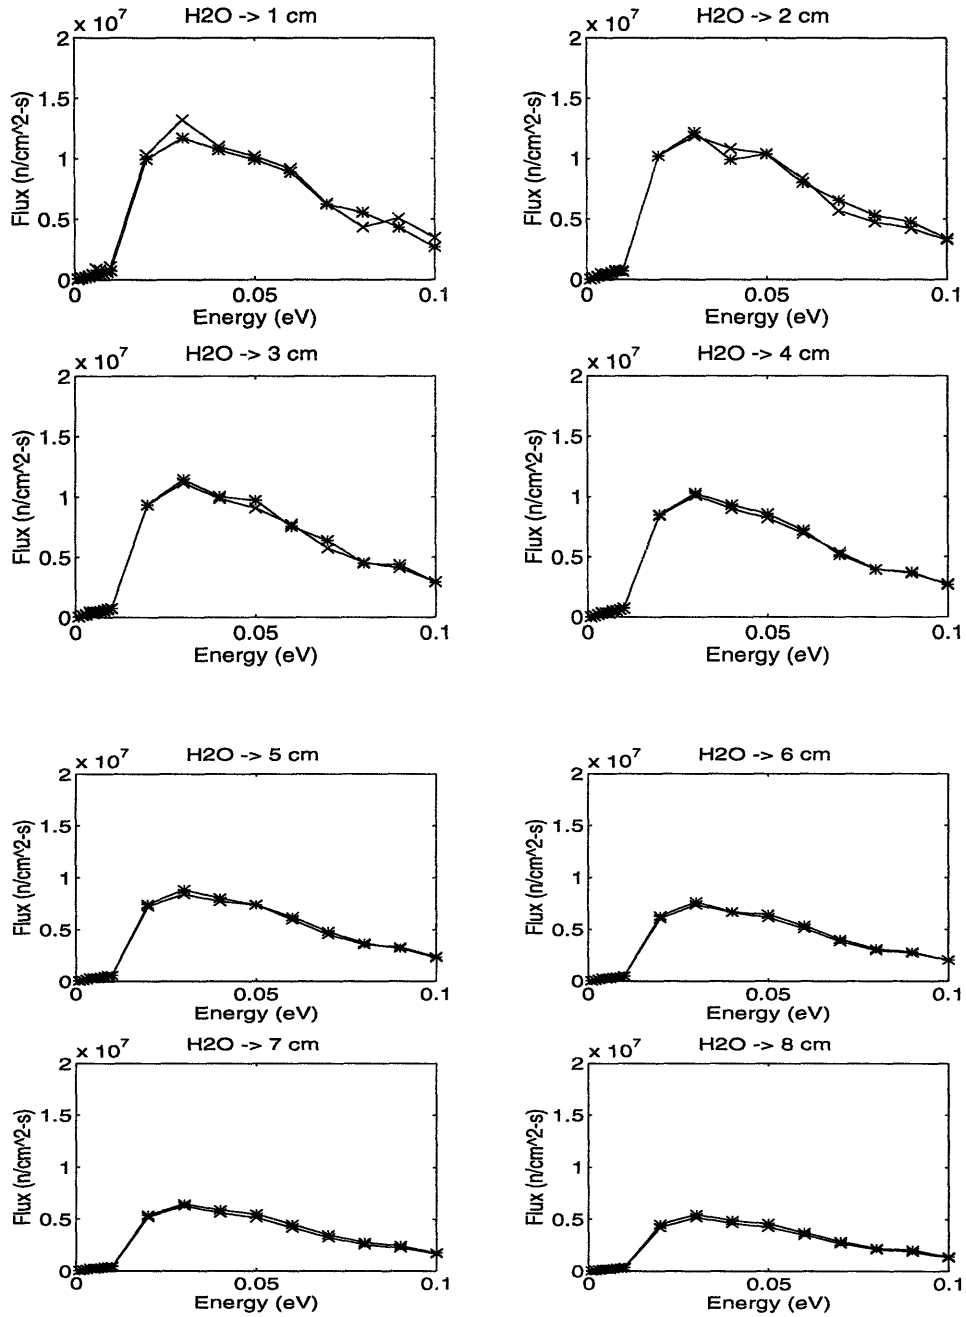 H2O -> 1 cm
x 10^7
2
1.5
1
0.5
0
0
0.05
0.1
Flux (n/cm^2-s)
Energy (eV)
H2O -> 2 cm
x 10^7
2
1.5
1
0.5
0
0
0.05
0.1
Flux (n/cm^2-s)
Energy (eV)
H2O -> 3 cm
x 10^7
2
1.5
1
0.5
0
0
0.05
0.1
Flux (n/cm^2-s)
Energy (eV)
H2O -> 4 cm
x 10^7
2
1.5
1
0.5
0
0
0.05
0.1
Flux (n/cm^2-s)
Energy (eV)
H2O -> 5 cm
x 10^7
2
1.5
1
0.5
0
0
0.05
0.1
Flux (n/cm^2-s)
Energy (eV)
H2O -> 6 cm
x 10^7
2
1.5
1
0.5
0
0
0.05
0.1
Flux (n/cm^2-s)
Energy (eV)
H2O -> 7 cm
x 10^7
2
1.5
1
0.5
0
0
0.05
0.1
Flux (n/cm^2-s)
Energy (eV)
H2O -> 8 cm
x 10^7
2
1.5
1
0.5
0
0
0.05
0.1
Flux (n/cm^2-s)
Energy (eV)